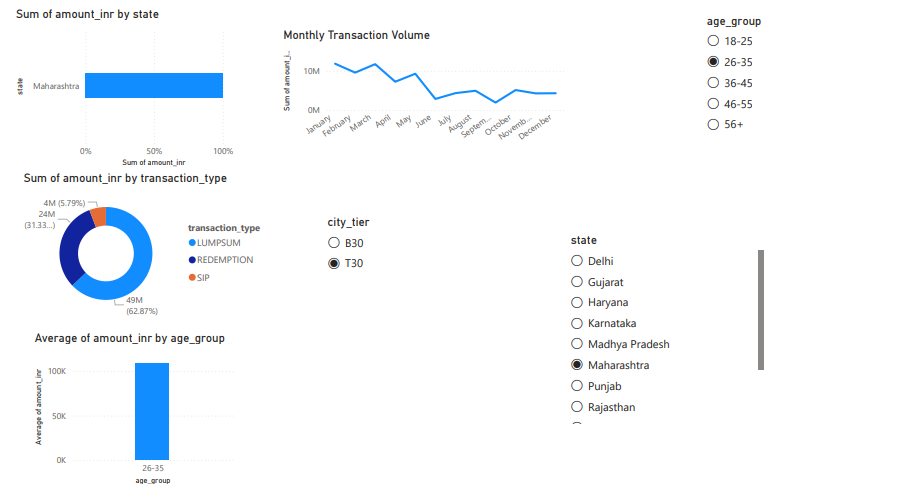 Sum of amount_inr by state
state
Maharashtra
0% 50% 100%
Sum of amount_inr
Monthly Transaction Volume
Sum of amount_i...
10M
0M
January February March April May June July August Septem... October Novemb... December
age_group
18-25
26-35
36-45
46-55
56+
Sum of amount_inr by transaction_type
4M (5.79%)
24M
(31.33...)
49M
(62.87%)
transaction_type
LUMPSUM
REDEMPTION
SIP
city_tier
B30
T30
state
Delhi
Gujarat
Haryana
Karnataka
Madhya Pradesh
Maharashtra
Punjab
Rajasthan
Average of amount_inr by age_group
Average of amount_inr
100K
50K
0K
26-35
age_group